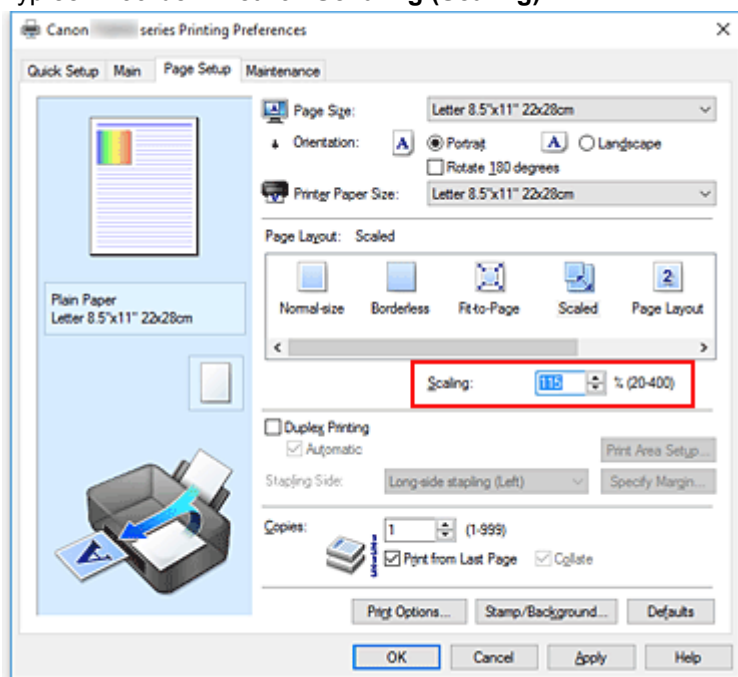 Canon series Printing Preferences
Quick Setup Main Page Setup Maintenance
Page Size: Letter 8.5"x11" 22x28cm
Orientation: A Portrait A Landscape
Rotate 180 degrees
Printer Paper Size: Letter 8.5"x11" 22x28cm
Page Layout: Scaled
Normal-size Borderless Fit-to-Page Scaled 2 Page Layout
Plain Paper
Letter 8.5"x11" 22x28cm
Scaling: 115 % (20-400)
Duplex Printing
Automatic Print Area Setup...
Stapling Side: Long-side stapling (Left) Specify Margin...
Copies: 1 (1-999)
Print from Last Page Collate
Print Options... Stamp/Background... Defaults
OK Cancel Apply Help